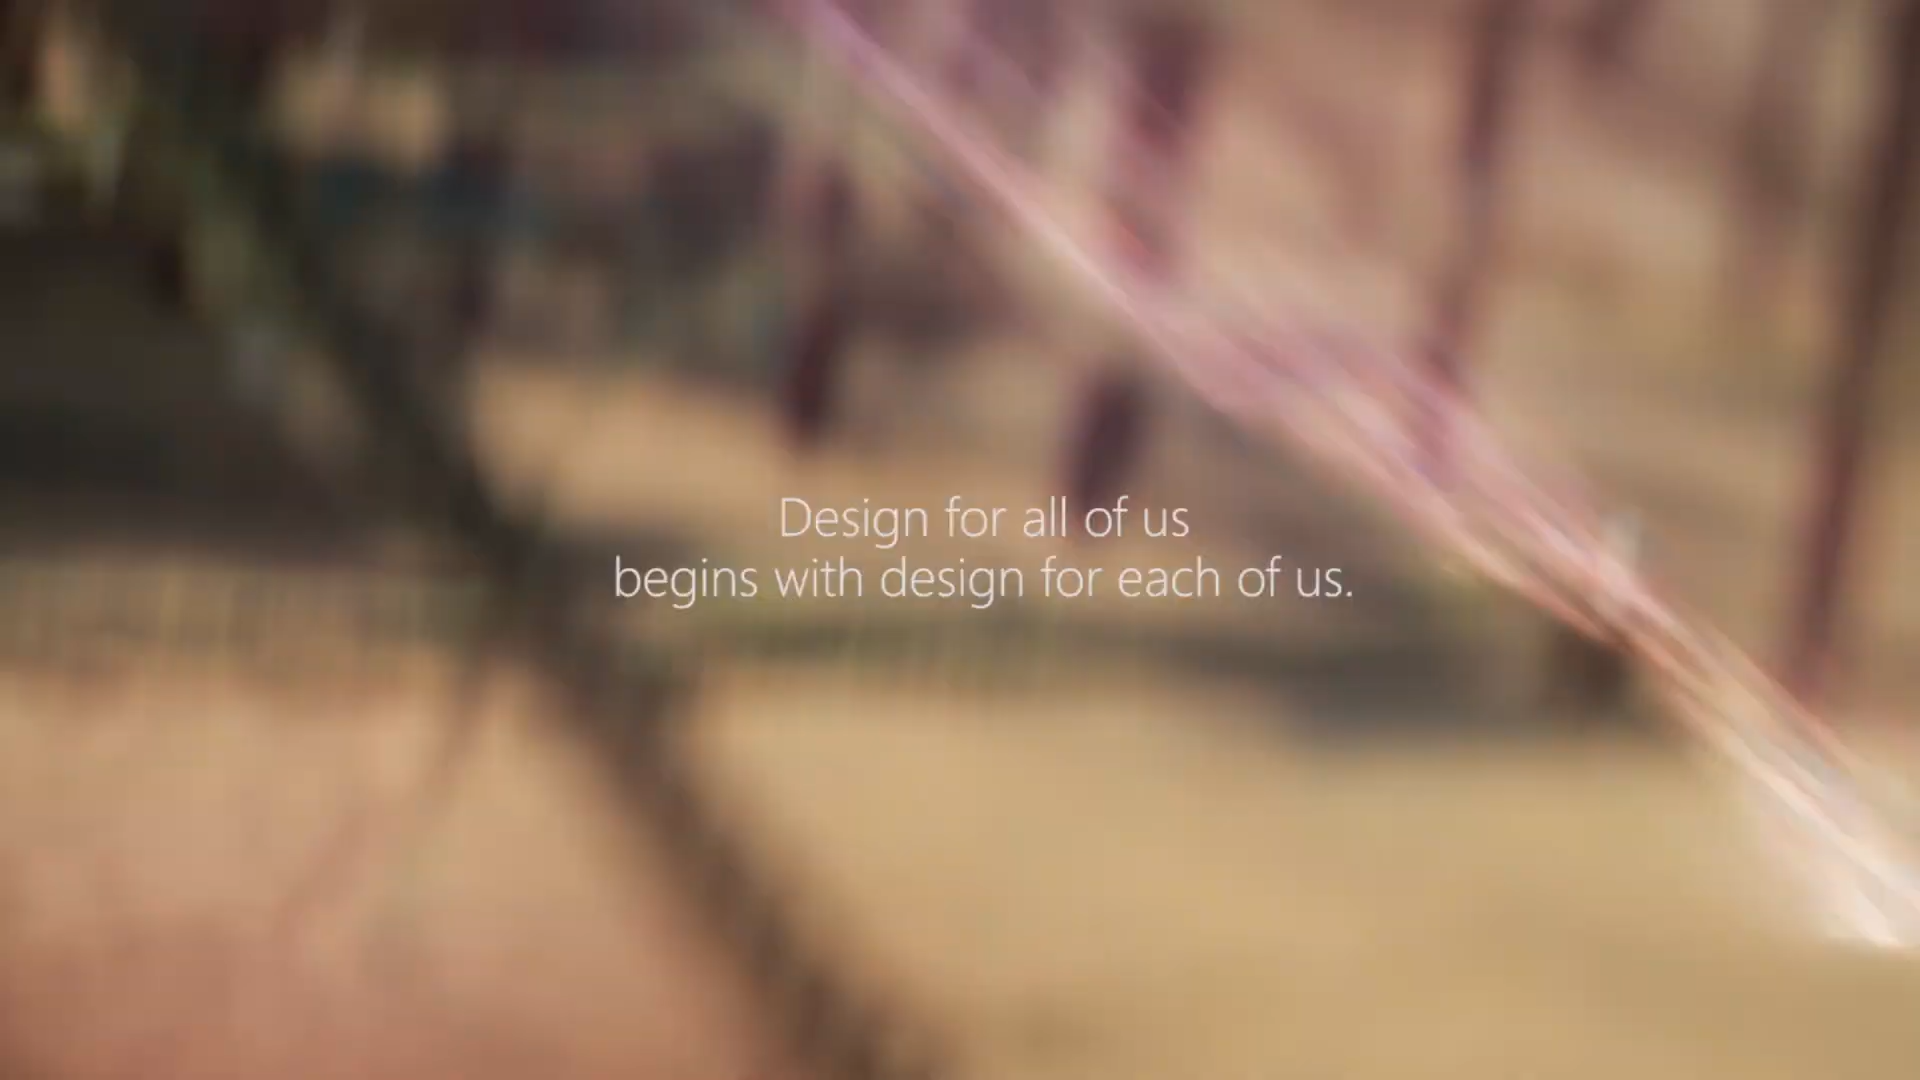 Design for all of us
begins with design for each of us.